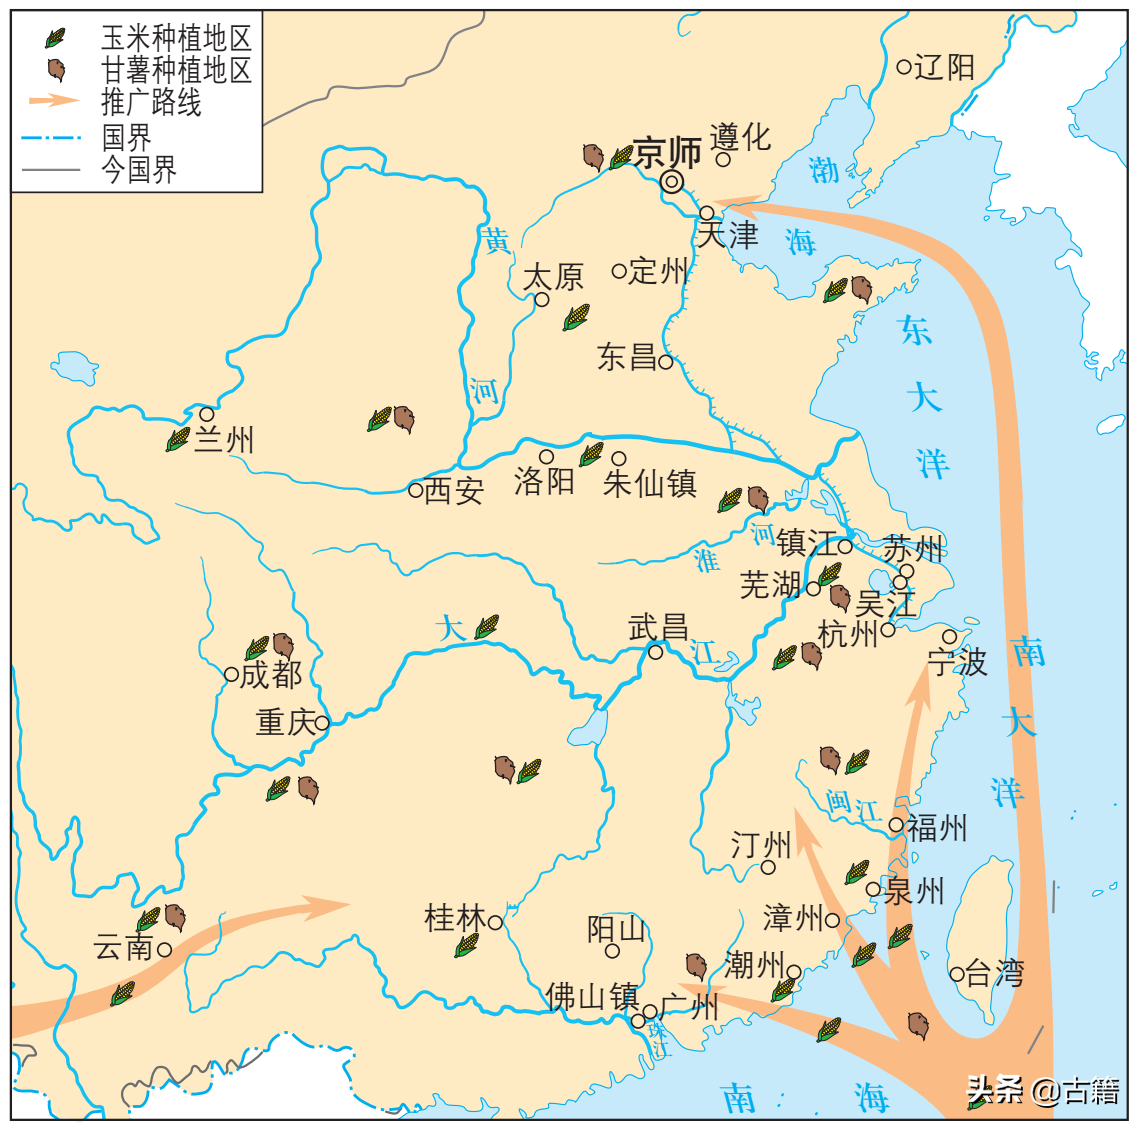 玉米种植地区
甘薯种植地区
推广路线
国界
今国界
辽阳
遵化
京师
渤
海
天津
黄
定州
太原
东
东昌
河
大
兰州
洋
洛阳
朱仙镇
西安
河
镇江
苏州
淮
芜湖
吴江
大
武昌
杭州
江
宁波
南
成都
重庆
大
洋
闽江
福州
汀州
泉州
桂林
漳州
阳山
云南
潮州
台湾
佛山镇
广州
珠江
南
海
头条 @古籍